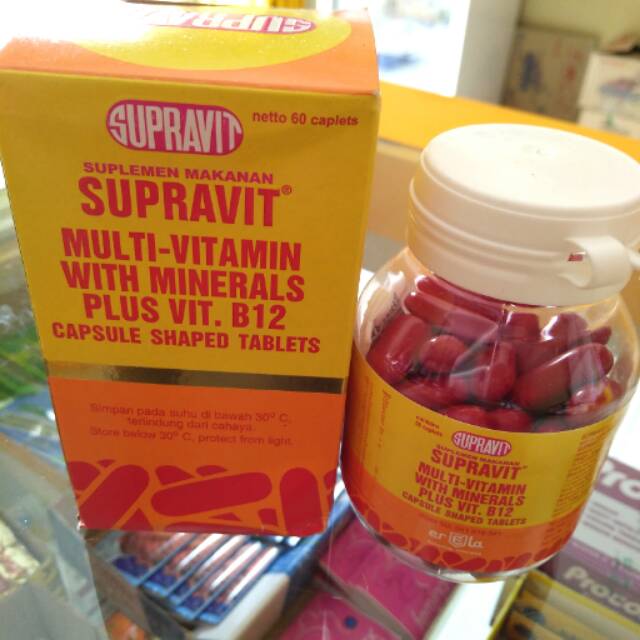 SUPRAVIT
SUPRAVIT
netto 60 caplets
SUPLEMEN MAKANAN
SUPRAVIT®
MULTI-VITAMIN
WITH MINERALS
PLUS VIT. B12
CAPSULE SHAPED TABLETS
Simpan pada suhu di bawah 30° C,
terlindung dari cahaya.
Store below 30° C, protect from light.
SUPRAVIT
SUPLEMEN MAKANAN
SUPRAVIT®
MULTI-VITAMIN
WITH MINERALS
PLUS VIT. B12
CAPSULE SHAPED TABLETS
erela